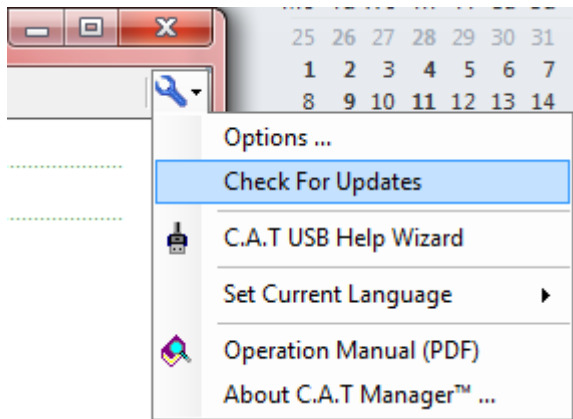 25 26 27 28 29 30 31
1 2 3 4 5 6 7
8 9 10 11 12 13 14
Options ...
Check For Updates
C.A.T USB Help Wizard
Set Current Language
Operation Manual (PDF)
About C.A.T Manager™ ...